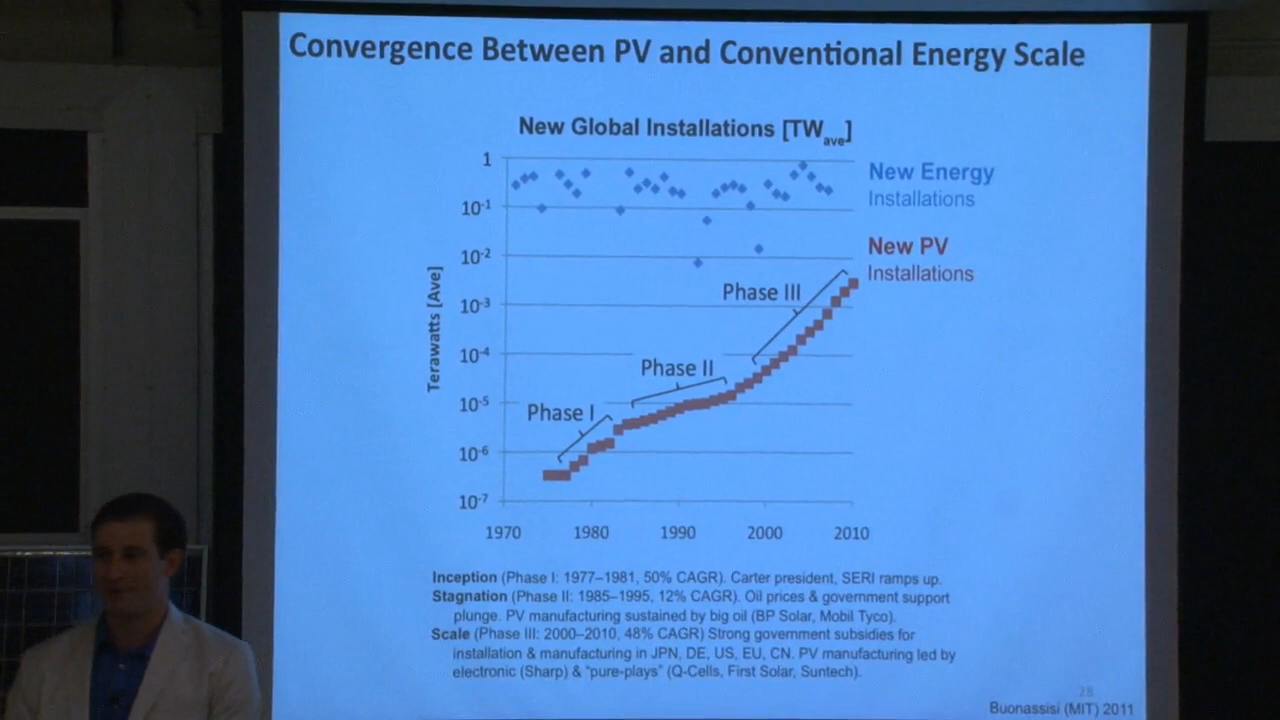 Convergence Between PV and Conventional Energy Scale
New Global Installations [TWave]
1
10-1
10-2
10-3
10-4
10-5
10-6
10-7
Terawatts [Ave]
1970 1980 1990 2000 2010
New Energy
Installations
New PV
Installations
Phase III
Phase II
Phase I
Inception (Phase I: 1977–1981, 50% CAGR). Carter president, SERI ramps up.
Stagnation (Phase II: 1985–1995, 12% CAGR). Oil prices & government support
plunge. PV manufacturing sustained by big oil (BP Solar, Mobil Tyco).
Scale (Phase III: 2000–2010, 48% CAGR) Strong government subsidies for
installation & manufacturing in JPN, DE, US, EU, CN. PV manufacturing led by
electronic (Sharp) & "pure-plays" (Q-Cells, First Solar, Suntech).
28
Buonassisi (MIT) 2011